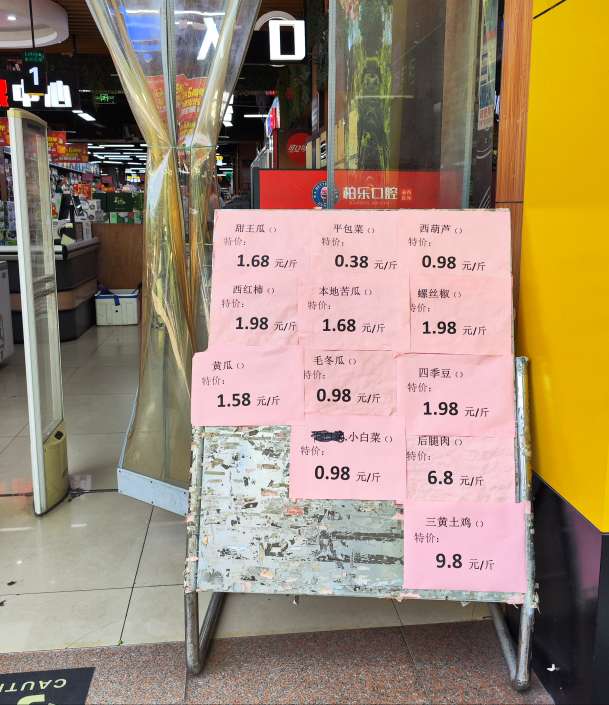 1
柏乐口腔
甜王瓜（）
特价：
1.68 元/斤
平包菜（）
特价：
0.38 元/斤
西葫芦（）
特价：
0.98 元/斤
西红柿（）
特价：
1.98 元/斤
本地苦瓜（）
特价：
1.68 元/斤
螺丝椒（）
特价：
1.98 元/斤
黄瓜（）
特价：
1.58 元/斤
毛冬瓜（）
特价：
0.98 元/斤
四季豆（）
特价：
1.98 元/斤
小白菜（）
特价：
0.98 元/斤
后腿肉（）
特价：
6.8 元/斤
三黄土鸡（）
特价：
9.8 元/斤
CAUTI